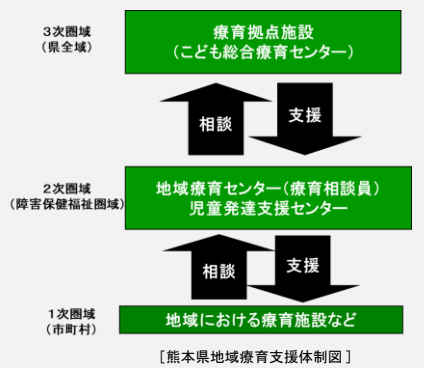 3次圏域
(県全域)
療育拠点施設
(こども総合療育センター)
相談
支援
2次圏域
(障害保健福祉圏域)
地域療育センター(療育相談員)
児童発達支援センター
相談
支援
1次圏域
(市町村)
地域における療育施設など
[熊本県地域療育支援体制図]